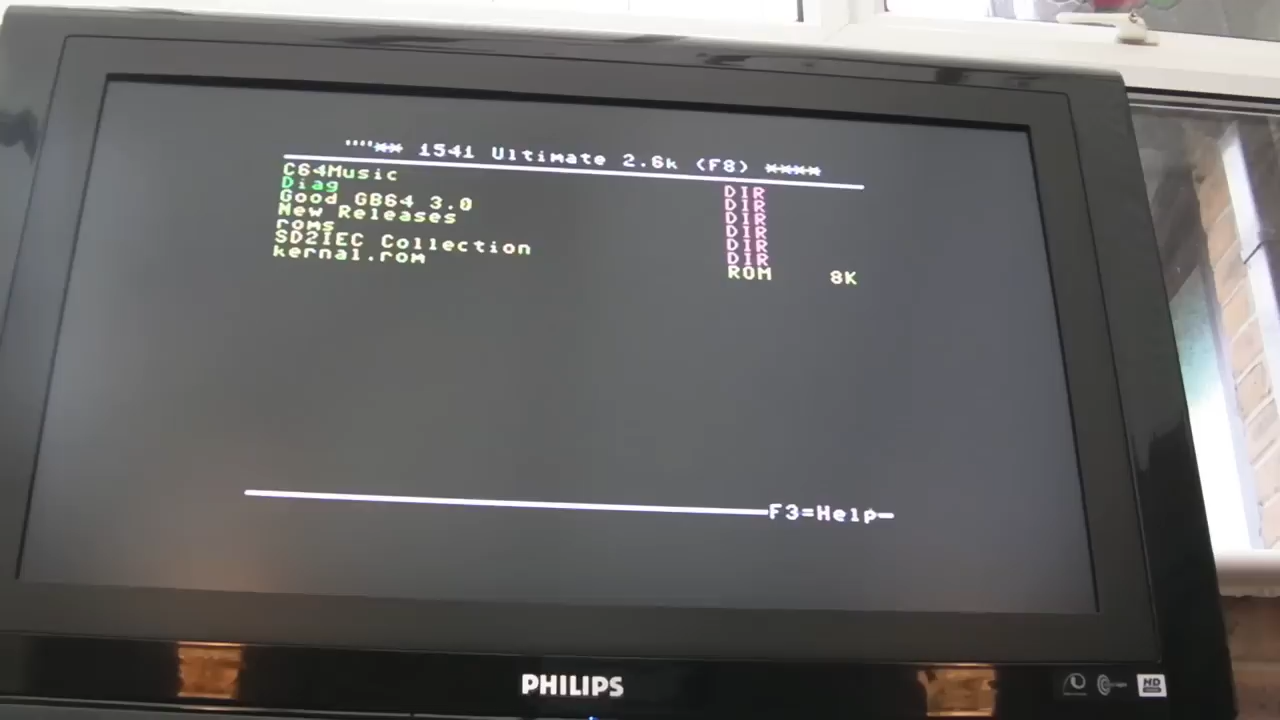 **** 1541 Ultimate 2.6k (F8) ****
C64Music DIR
Diag DIR
Good GB64 3.0 DIR
New Releases DIR
roms DIR
SD2IEC Collection DIR
kernal.rom ROM 8K
F3=Help
PHILIPS
HD